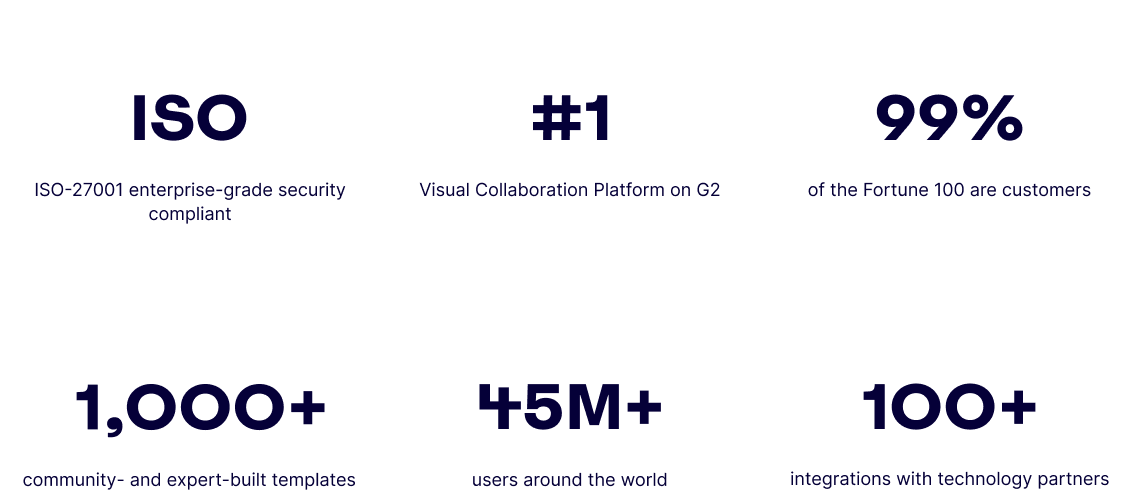 ISO
ISO-27001 enterprise-grade security
compliant
#1
Visual Collaboration Platform on G2
99%
of the Fortune 100 are customers
1,000+
community- and expert-built templates
45M+
users around the world
100+
integrations with technology partners